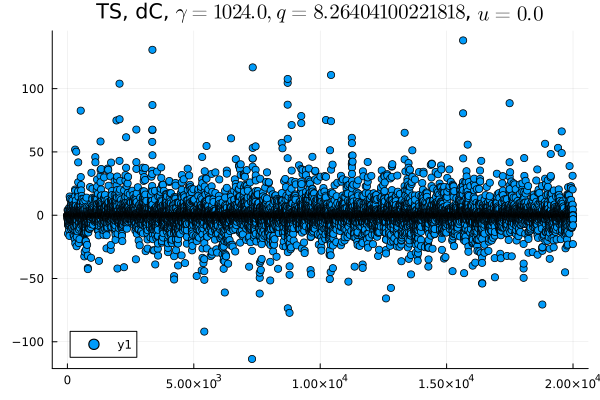 TS, dC, γ = 1024.0, q = 8.26404100221818, u = 0.0
100
50
0
−50
−100
y1
0 5.00×10³ 1.00×10⁴ 1.50×10⁴ 2.00×10⁴